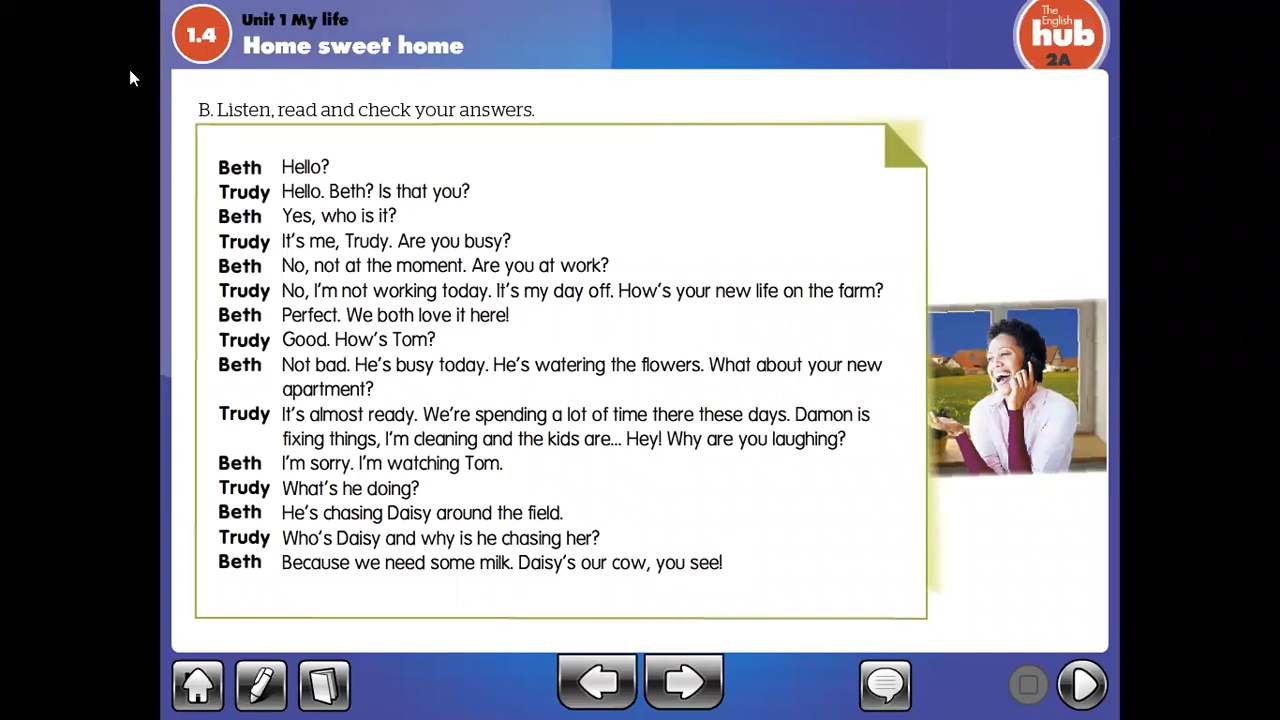 1.4
Unit 1 My life
Home sweet home
The
English
hub
2A
B. Listen, read and check your answers.
Beth Hello?
Trudy Hello. Beth? Is that you?
Beth Yes, who is it?
Trudy It's me, Trudy. Are you busy?
Beth No, not at the moment. Are you at work?
Trudy No, I'm not working today. It's my day off. How's your new life on the farm?
Beth Perfect. We both love it here!
Trudy Good. How's Tom?
Beth Not bad. He's busy today. He's watering the flowers. What about your new
apartment?
Trudy It's almost ready. We're spending a lot of time there these days. Damon is
fixing things, I'm cleaning and the kids are... Hey! Why are you laughing?
Beth I'm sorry. I'm watching Tom.
Trudy What's he doing?
Beth He's chasing Daisy around the field.
Trudy Who's Daisy and why is he chasing her?
Beth Because we need some milk. Daisy's our cow, you see!